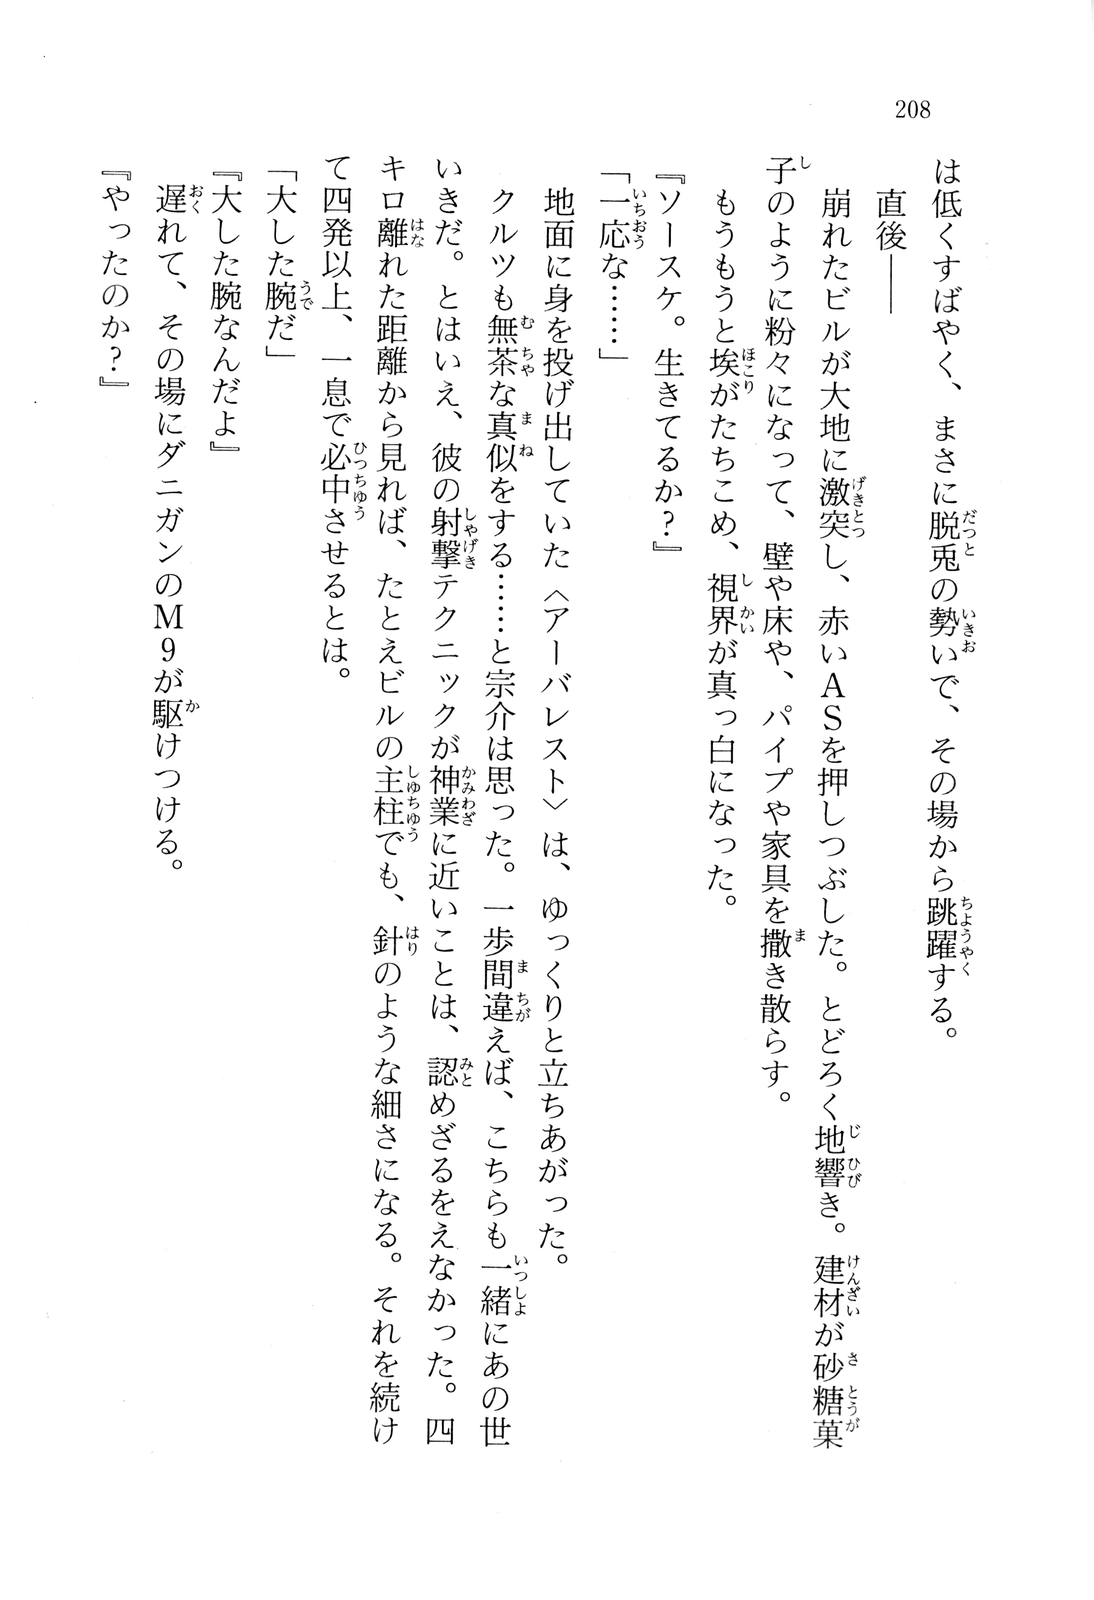 208
は低くすばやく、まさに脱兎の勢いで、その場から跳躍する。
直後――
崩れたビルが大地に激突し、赤いＡＳを押しつぶした。とどろく地響き。建材が砂糖菓
子のように粉々になって、壁や床や、パイプや家具を撒き散らす。
もうもうと埃がたちこめ、視界が真っ白になった。
『ソースケ。生きてるか？』
「一応な……」
地面に身を投げ出していた〈アーバレスト〉は、ゆっくりと立ちあがった。
クルツも無茶な真似をする……と宗介は思った。一歩間違えば、こちらも一緒にあの世
いきだ。とはいえ、彼の射撃テクニックが神業に近いことは、認めざるをえなかった。四
キロ離れた距離から見れば、たとえビルの主柱でも、針のような細さになる。それを続け
て四発以上、一息で必中させるとは。
「大した腕だ」
『大した腕なんだよ』
遅れて、その場にダニガンのＭ９が駆けつける。
『やったのか？』